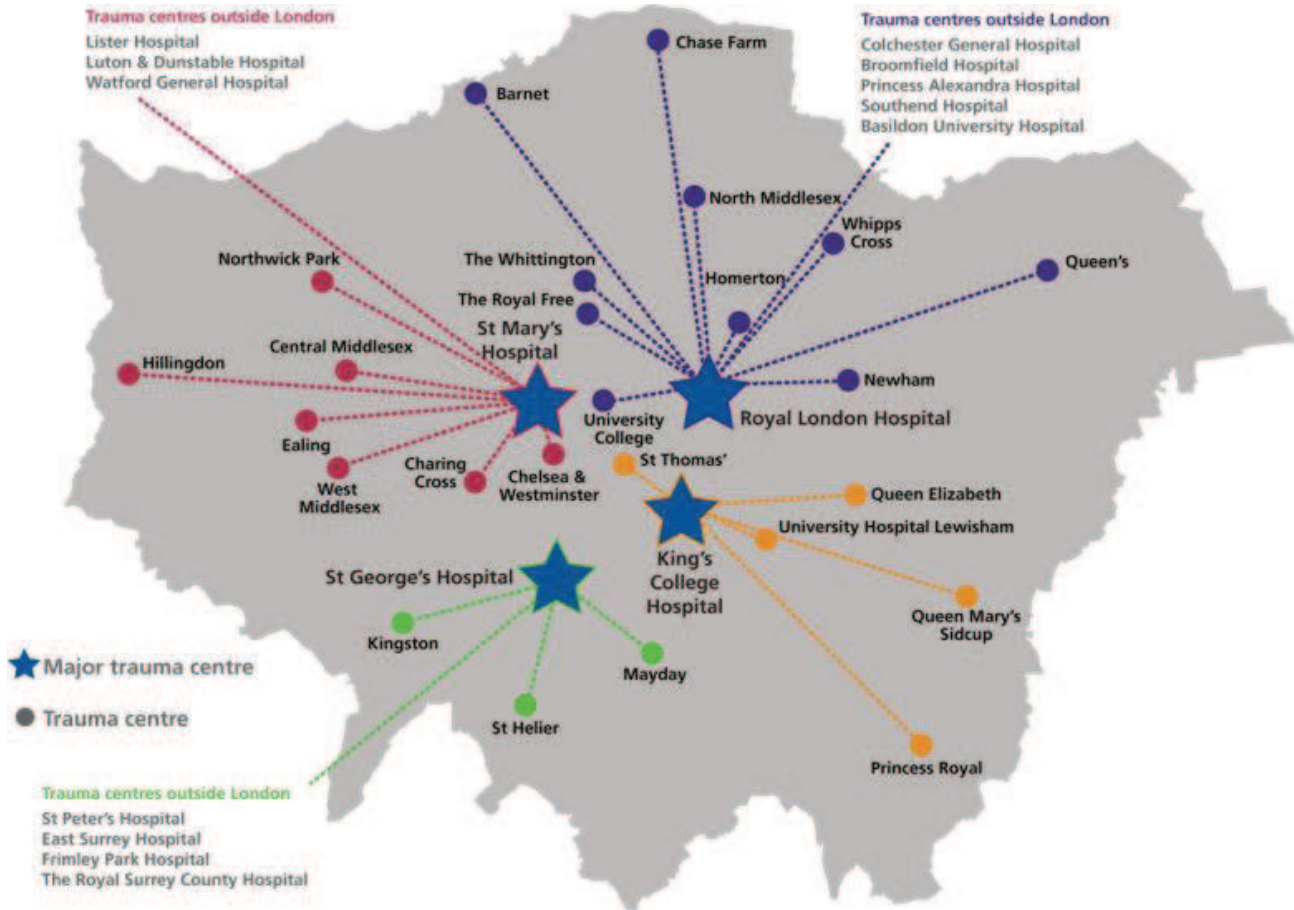 Trauma centres outside London
Lister Hospital
Luton & Dunstable Hospital
Watford General Hospital
Trauma centres outside London
Colchester General Hospital
Broomfield Hospital
Princess Alexandra Hospital
Southend Hospital
Basildon University Hospital
Chase Farm
Barnet
North Middlesex
Whipps
Cross
Northwick Park
The Whittington
Homerton
Queen's
The Royal Free
St Mary's
Hospital
Central Middlesex
Hillingdon
Newham
University
College
Royal London Hospital
Ealing
West
Middlesex
Charing
Cross
Chelsea &
Westminster
St Thomas'
Queen Elizabeth
University Hospital Lewisham
King's
College
Hospital
St George's Hospital
Queen Mary's
Sidcup
Kingston
Mayday
St Helier
Princess Royal
Major trauma centre
Trauma centre
Trauma centres outside London
St Peter's Hospital
East Surrey Hospital
Frimley Park Hospital
The Royal Surrey County Hospital